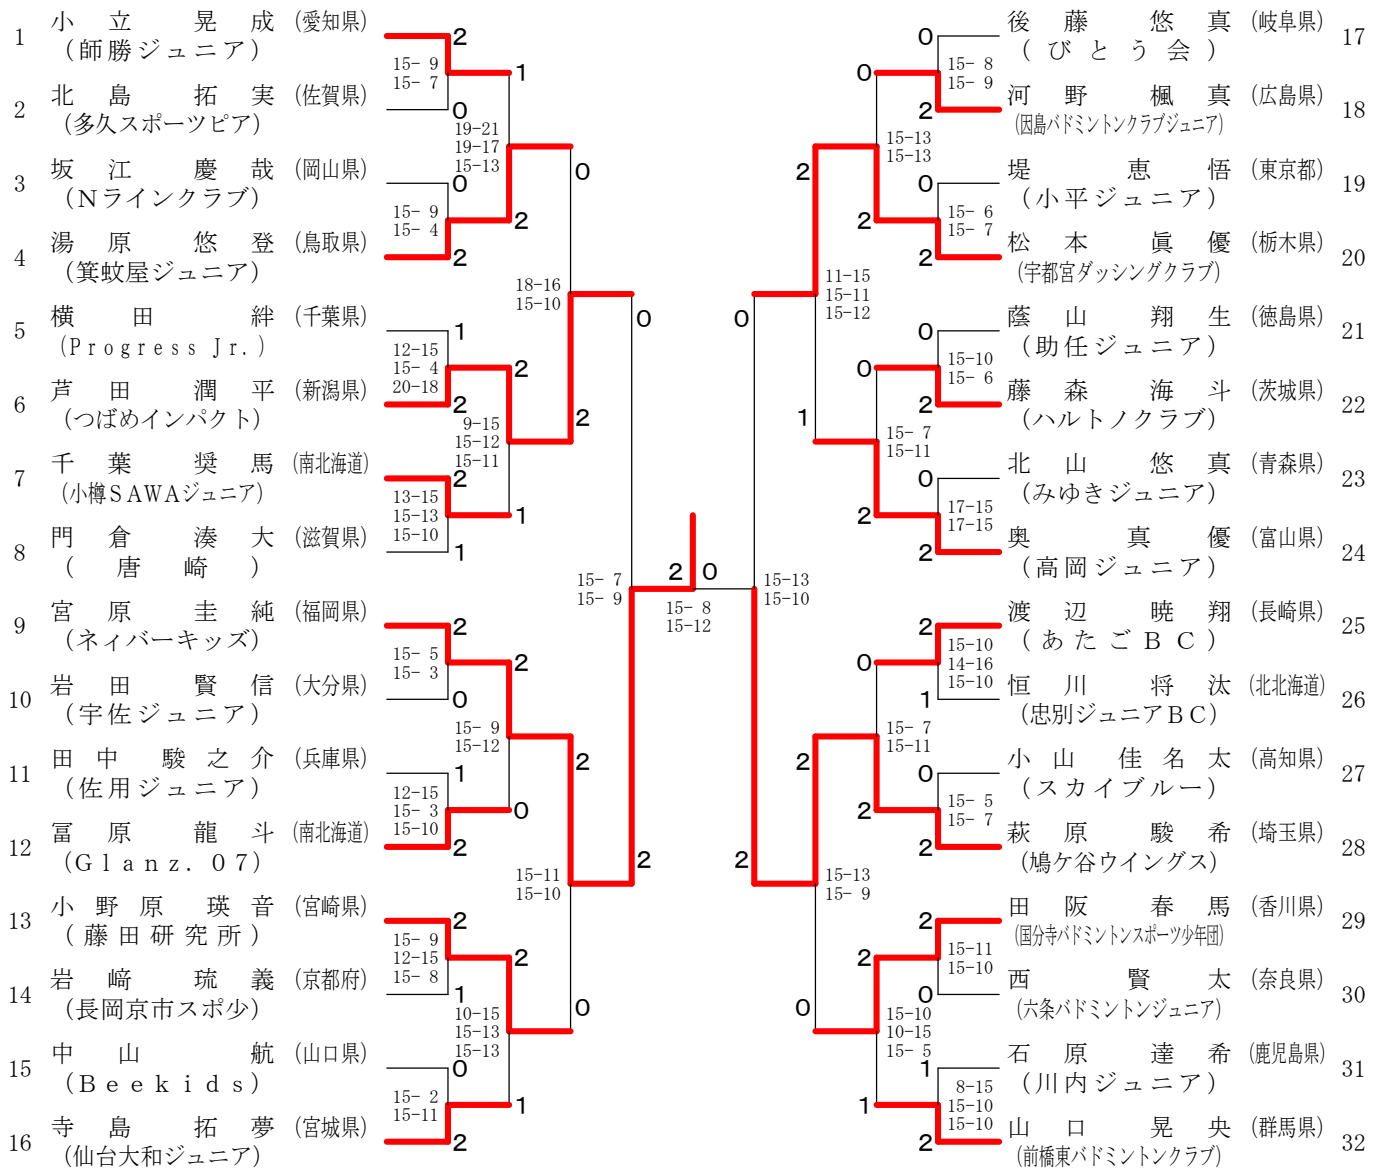 1 小立 晃成 (愛知県)
(師勝ジュニア)
2
15- 9
15- 7
1
2 北島 拓実 (佐賀県)
(多久スポーツピア)
0
19-21
19-17
15-13
0
3 坂江 慶哉 (岡山県)
(Nラインクラブ)
0
15- 9
15- 4
2
4 湯原 悠登 (鳥取県)
(箕蚊屋ジュニア)
2
18-16
15-10
0
5 横田 絆 (千葉県)
(Progress Jr.)
1
12-15
15- 4
20-18
2
6 芦田 潤平 (新潟県)
(つばめインパクト)
2
9-15
15-12
15-11
2
7 千葉 奨馬 (南北海道)
(小樽SAWAジュニア)
2
13-15
15-13
15-10
1
8 門倉 湊大 (滋賀県)
(唐崎)
1
15- 7
15- 9
2 0
15- 8
15-12
9 宮原 圭純 (福岡県)
(ネイバーキッズ)
2
15- 5
15- 3
2
10 岩田 賢信 (大分県)
(宇佐ジュニア)
0
15- 9
15-12
2
11 田中 駿之介 (兵庫県)
(佐用ジュニア)
1
12-15
15- 3
15-10
0
12 冨原 龍斗 (南北海道)
(Glanz.07)
2
15-11
15-10
2
13 小野原 瑛音 (宮崎県)
(藤田研究所)
2
15- 9
12-15
15- 8
2
14 岩﨑 琉義 (京都府)
(長岡京市スポ少)
1
10-15
15-13
15-13
0
15 中山 航 (山口県)
(Beekids)
0
15- 2
15-11
1
16 寺島 拓夢 (宮城県)
(仙台大和ジュニア)
2
0 後藤 悠真 (岐阜県) 17
(びとう会)
15- 8
15- 9
0
2 河野 楓真 (広島県) 18
(因島バドミントンクラブジュニア)
15-13
15-13
2
0 堤 恵悟 (東京都) 19
(小平ジュニア)
15- 6
15- 7
2
2 松本 眞優 (栃木県) 20
(宇都宮ダッシングクラブ)
11-15
15-11
15-12
0
0 蔭山 翔生 (徳島県) 21
(助任ジュニア)
15-10
15- 6
0
2 藤森 海斗 (茨城県) 22
(ハルトノクラブ)
15- 7
15-11
1
0 北山 悠真 (青森県) 23
(みゆきジュニア)
17-15
17-15
2
2 奥 真優 (富山県) 24
(高岡ジュニア)
15-13
15-10
2 渡辺 暁翔 (長崎県) 25
(あたごBC)
15-10
14-16
15-10
0
1 恒川 将汰 (北北海道) 26
(忠別ジュニアBC)
15- 7
15-11
2
0 小山 佳名太 (高知県) 27
(スカイブルー)
15- 5
15- 7
2
2 萩原 駿希 (埼玉県) 28
(鳩ケ谷ウイングス)
15-13
15- 9
2
2 田阪 春馬 (香川県) 29
(国分寺バドミントンスポーツ少年団)
15-11
15-10
2
0 西 賢太 (奈良県) 30
(六条バドミントンジュニア)
15-10
10-15
15- 5
0
1 石原 達希 (鹿児島県) 31
(川内ジュニア)
8-15
15-10
15-10
1
2 山口 晃央 (群馬県) 32
(前橋東バドミントンクラブ)